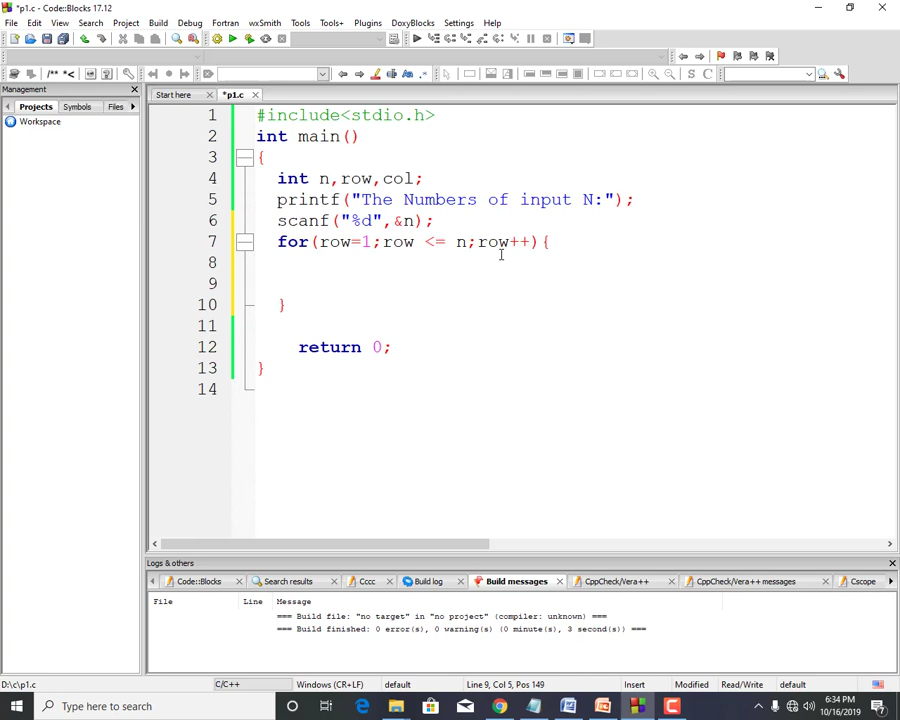 *p1.c - Code::Blocks 17.12
File Edit View Search Project Build Debug Fortran wxSmith Tools Tools+ Plugins DoxyBlocks Settings Help
/** *<
S C
Management
Projects Symbols Files
Workspace
Start here *p1.c
1 #include<stdio.h>
2 int main()
3 {
4 int n,row,col;
5 printf("The Numbers of input N:");
6 scanf("%d",&n);
7 for(row=1;row <= n;row++){
8
9
10 }
11
12 return 0;
13 }
14
Logs & others
Code::Blocks Search results Cccc Build log Build messages CppCheck/Vera++ CppCheck/Vera++ messages Cscope
File Line Message
=== Build file: "no target" in "no project" (compiler: unknown) ===
=== Build finished: 0 error(s), 0 warning(s) (0 minute(s), 3 second(s)) ===
D:\c\p1.c C/C++ Windows (CR+LF) default Line 9, Col 5, Pos 149 Insert Modified Read/Write default
Type here to search
6:34 PM
10/16/2019
7